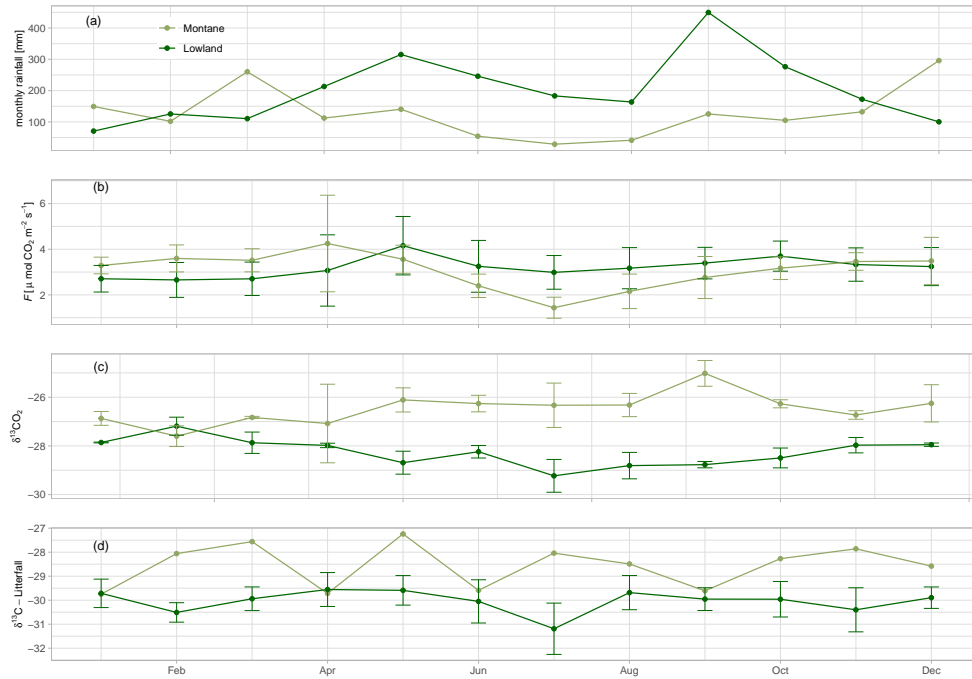 (a)
Montane
Lowland
monthly rainfall [mm]
400
300
200
100
(b)
F [ μ mol CO₂ m⁻² s⁻¹]
6
4
2
(c)
δ¹³CO₂
−26
−28
−30
(d)
δ¹³C − Litterfall
−27
−28
−29
−30
−31
−32
Feb Apr Jun Aug Oct Dec